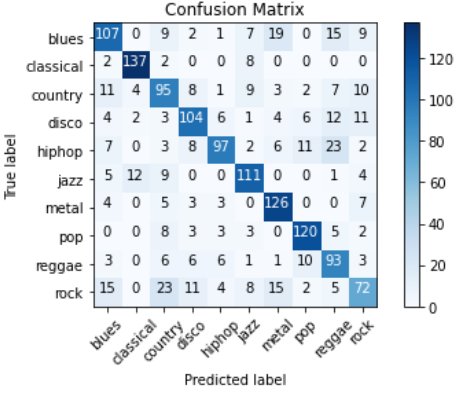 Confusion Matrix
True label
blues 107 0 9 2 1 7 19 0 15 9
classical 2 137 2 0 0 8 0 0 0 0
country 11 4 95 8 1 9 3 2 7 10
disco 4 2 3 104 6 1 4 6 12 11
hiphop 7 0 3 8 97 2 6 11 23 2
jazz 5 12 9 0 0 111 0 0 1 4
metal 4 0 5 3 3 0 126 0 0 7
pop 0 0 8 3 3 3 0 120 5 2
reggae 3 0 6 6 6 1 1 10 93 3
rock 15 0 23 11 4 8 15 2 5 72
blues classical country disco hiphop jazz metal pop reggae rock
Predicted label
120
100
80
60
40
20
0